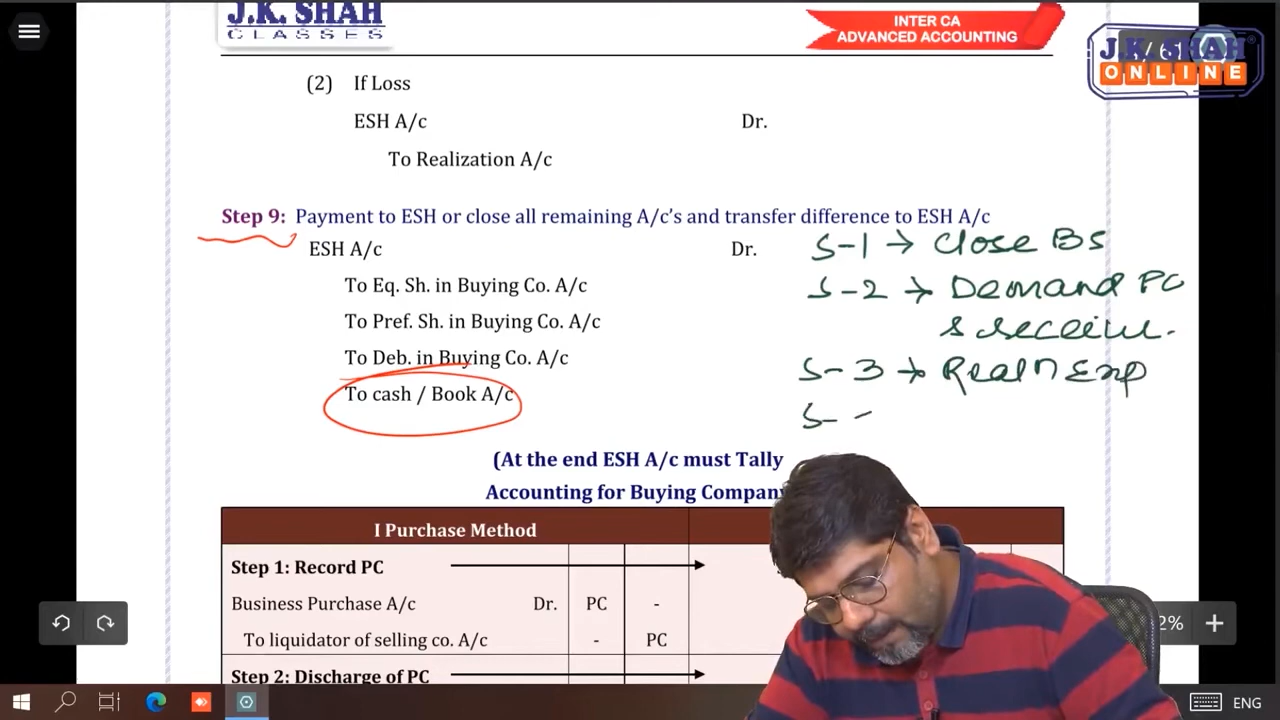 J.K. SHAH
CLASSES
INTER CA
ADVANCED ACCOUNTING
J.K. SHAH
ONLINE
(2) If Loss
ESH A/c Dr.
To Realization A/c
Step 9: Payment to ESH or close all remaining A/c's and transfer difference to ESH A/c
ESH A/c Dr.
To Eq. Sh. in Buying Co. A/c
To Pref. Sh. in Buying Co. A/c
To Deb. in Buying Co. A/c
To cash / Book A/c
S-1 → Close BS
S-2 → Demand PC
& receive.
S-3 → Real n Exp
S-
(At the end ESH A/c must Tally
Accounting for Buying Company
I Purchase Method
Step 1: Record PC
Business Purchase A/c Dr. PC -
To liquidator of selling co. A/c - PC
Step 2: Discharge of PC
2%
ENG